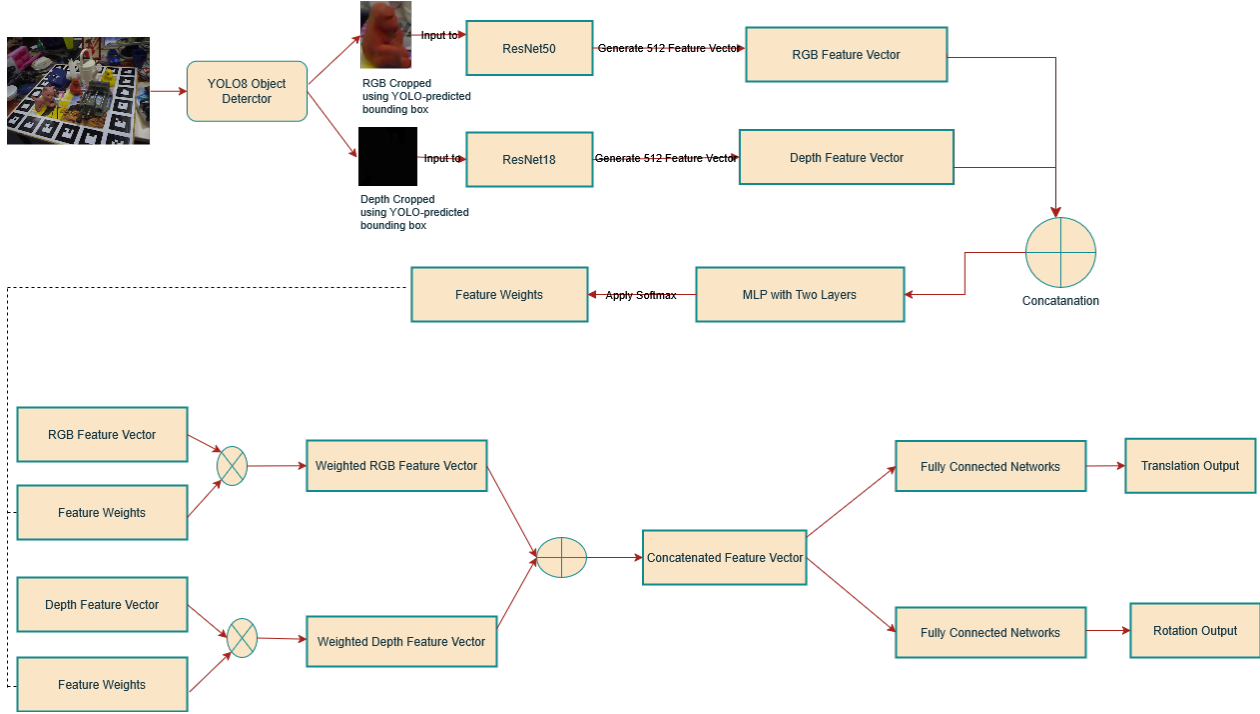 YOLO8 Object
Deterctor
Input to
ResNet50
Generate 512 Feature Vector
RGB Feature Vector
RGB Cropped
using YOLO-predicted
bounding box
Input to
ResNet18
Generate 512 Feature Vector
Depth Feature Vector
Depth Cropped
using YOLO-predicted
bounding box
Concatanation
MLP with Two Layers
Apply Softmax
Feature Weights
RGB Feature Vector
Feature Weights
Weighted RGB Feature Vector
Depth Feature Vector
Feature Weights
Weighted Depth Feature Vector
Concatenated Feature Vector
Fully Connected Networks
Translation Output
Fully Connected Networks
Rotation Output